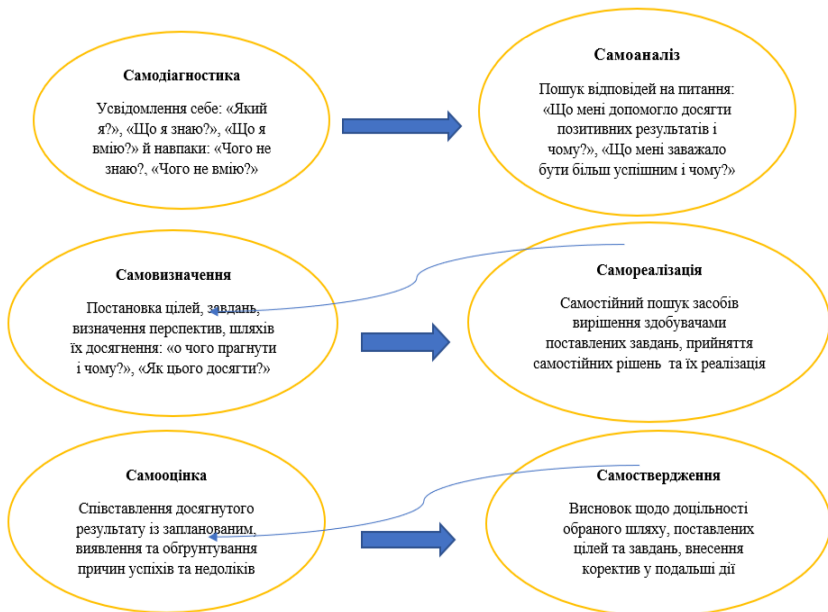 Самодіагностика
Усвідомлення себе: «Який
я?», «Що я знаю?», «Що я
вмію?» й навпаки: «Чого не
знаю?, «Чого не вмію?»
Самоаналіз
Пошук відповідей на питання:
«Що мені допомогло досягти
позитивних результатів і
чому?», «Що мені заважало
бути більш успішним і чому?»
Самовизначення
Постановка цілей, завдань,
визначення перспектив, шляхів
їх досягнення: «о чого прагнути
і чому?», «Як цього досягти?»
Самореалізація
Самостійний пошук засобів
вирішення здобувачами
поставлених завдань, прийняття
самостійних рішень та їх реалізація
Самооцінка
Співставлення досягнутого
результату із запланованим,
виявлення та обґрунтування
причин успіхів та недоліків
Самоствердження
Висновок щодо доцільності
обраного шляху, поставлених
цілей та завдань, внесення
коректив у подальші дії